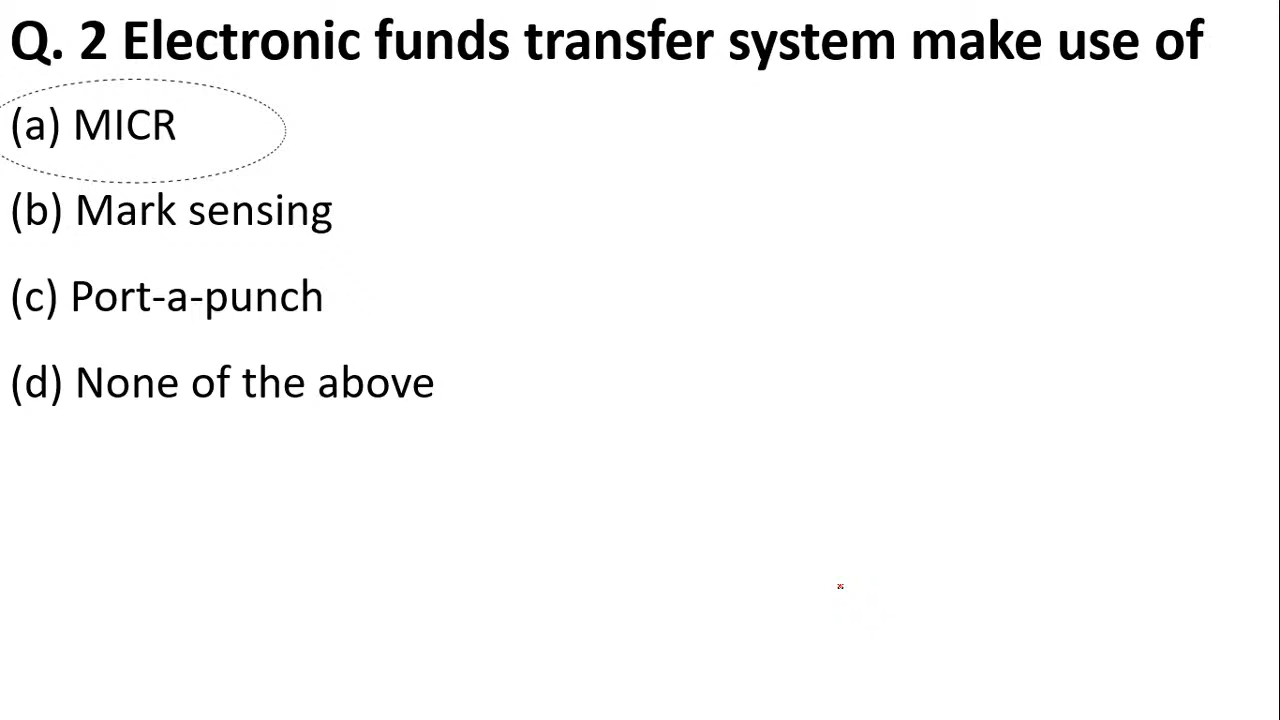 Q. 2 Electronic funds transfer system make use of
(a) MICR
(b) Mark sensing
(c) Port-a-punch
(d) None of the above